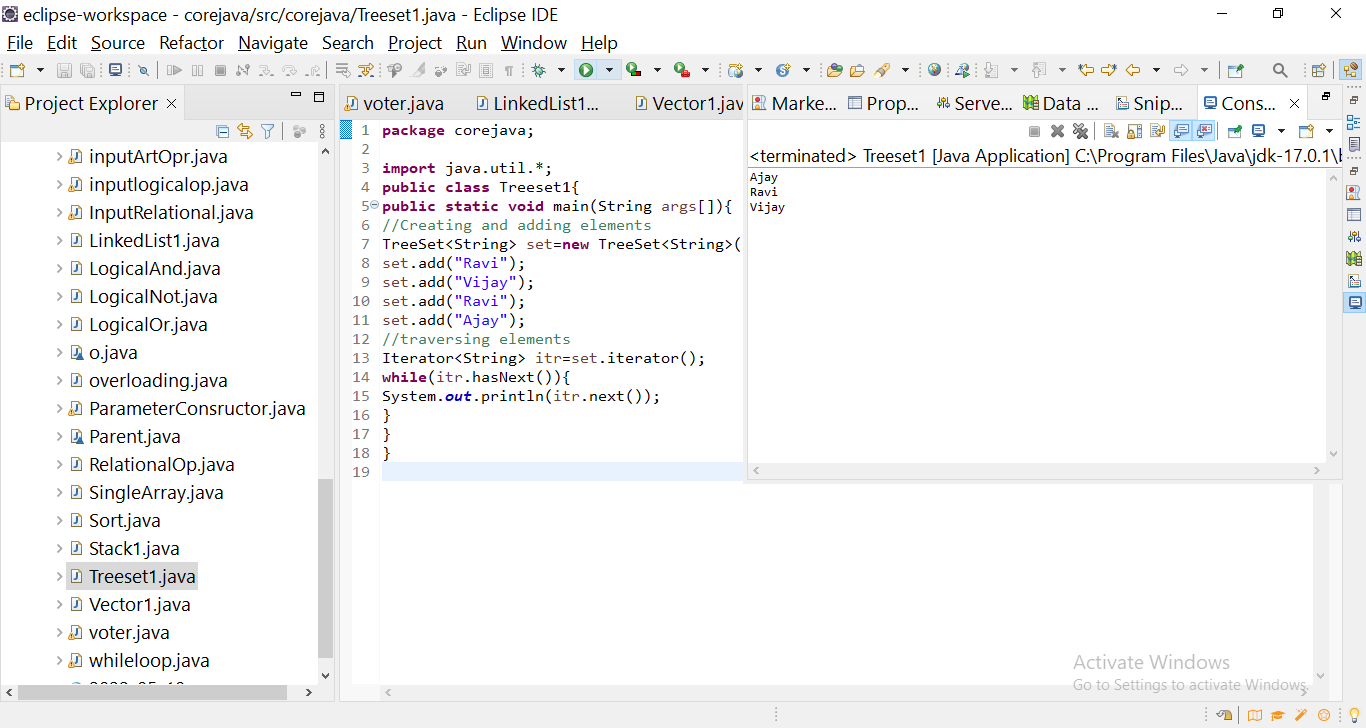 eclipse-workspace - corejava/src/corejava/Treeset1.java - Eclipse IDE
File Edit Source Refactor Navigate Search Project Run Window Help
Project Explorer
inputArtOpr.java
inputlogicalop.java
InputRelational.java
LinkedList1.java
LogicalAnd.java
LogicalNot.java
LogicalOr.java
o.java
overloading.java
ParameterConsructor.java
Parent.java
RelationalOp.java
SingleArray.java
Sort.java
Stack1.java
Treeset1.java
Vector1.java
voter.java
whileloop.java
voter.java LinkedList1... Vector1.jav
1 package corejava;
2
3 import java.util.*;
4 public class Treeset1{
5 public static void main(String args[]){
6 //Creating and adding elements
7 TreeSet<String> set=new TreeSet<String>(
8 set.add("Ravi");
9 set.add("Vijay");
10 set.add("Ravi");
11 set.add("Ajay");
12 //traversing elements
13 Iterator<String> itr=set.iterator();
14 while(itr.hasNext()){
15 System.out.println(itr.next());
16 }
17 }
18 }
19
Marke... Prop... Serve... Data ... Snip... Cons...
<terminated> Treeset1 [Java Application] C:\Program Files\Java\jdk-17.0.1\
Ajay
Ravi
Vijay
Activate Windows
Go to Settings to activate Windows.